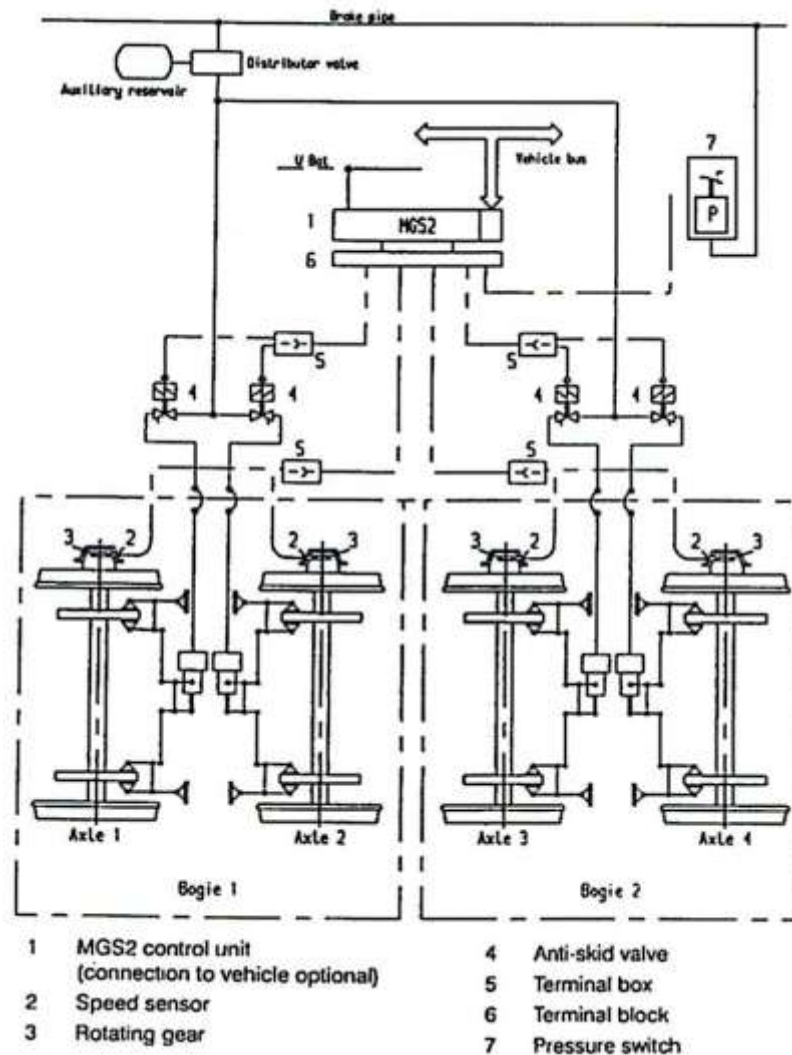 Brake pipe
Distributor valve
Auxiliary reservoir
7
U Bat
Vehicle bus
1
MGS2
P
6
5
5
4
4
4
4
5
5
3
2
2
3
3
2
2
3
Axle 1
Axle 2
Axle 3
Axle 4
Bogie 1
Bogie 2
1 MGS2 control unit
(connection to vehicle optional)
2 Speed sensor
3 Rotating gear
4 Anti-skid valve
5 Terminal box
6 Terminal block
7 Pressure switch